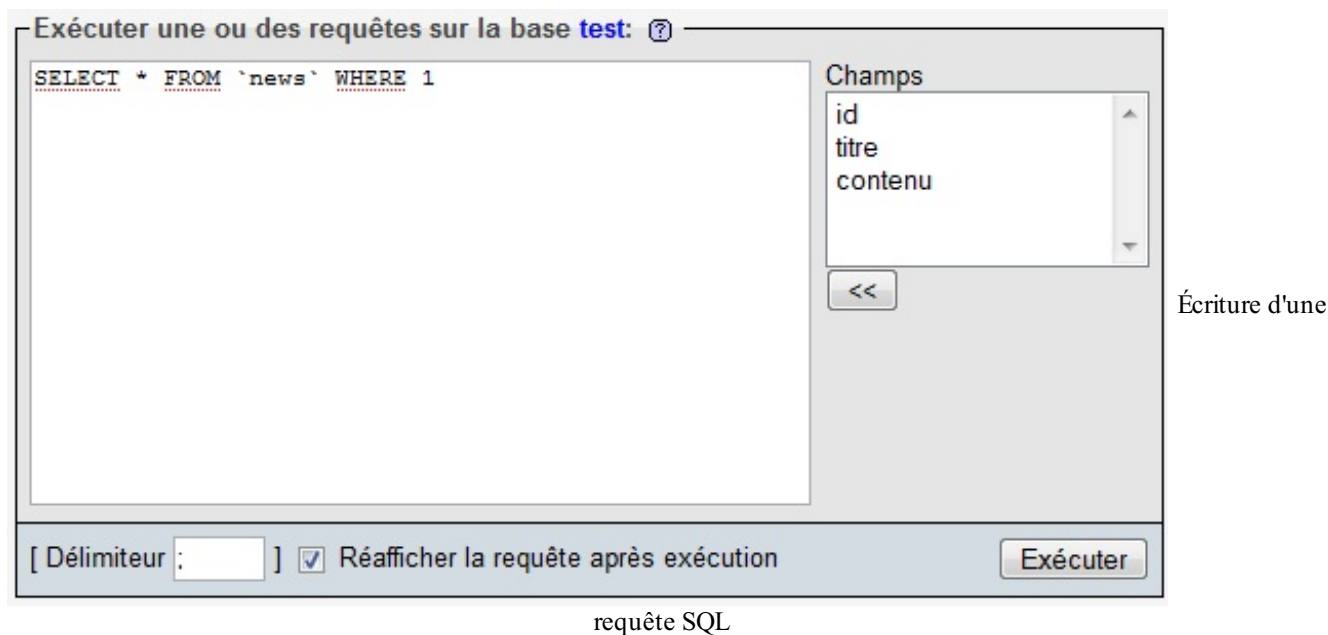 Exécuter une ou des requêtes sur la base test: ?
SELECT * FROM `news` WHERE 1
Champs
id
titre
contenu
<<
[ Délimiteur ; ] Réafficher la requête après exécution
Exécuter
Écriture d'une
requête SQL